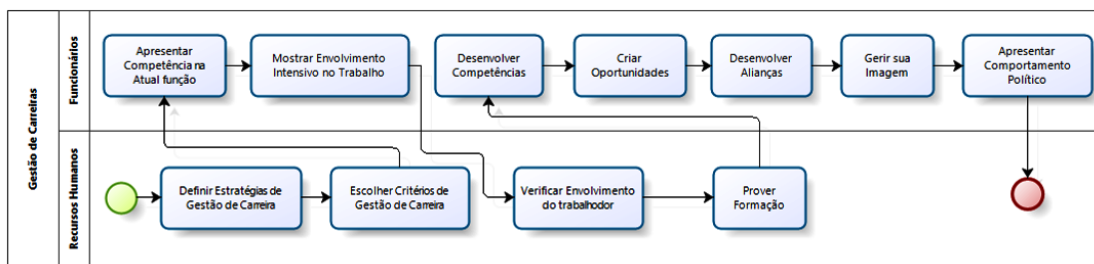 Gestão de Carreiras
Funcionários
Apresentar
Competência na
Atual função
Mostrar Envolvimento
Intensivo no Trabalho
Desenvolver
Competências
Criar
Oportunidades
Desenvolver
Alianças
Gerir sua
Imagem
Apresentar
Comportamento
Político
Recursos Humanos
Definir Estratégias de
Gestão de Carreira
Escolher Critérios de
Gestão de Carreira
Verificar Envolvimento
do trabalhodor
Prover
Formação